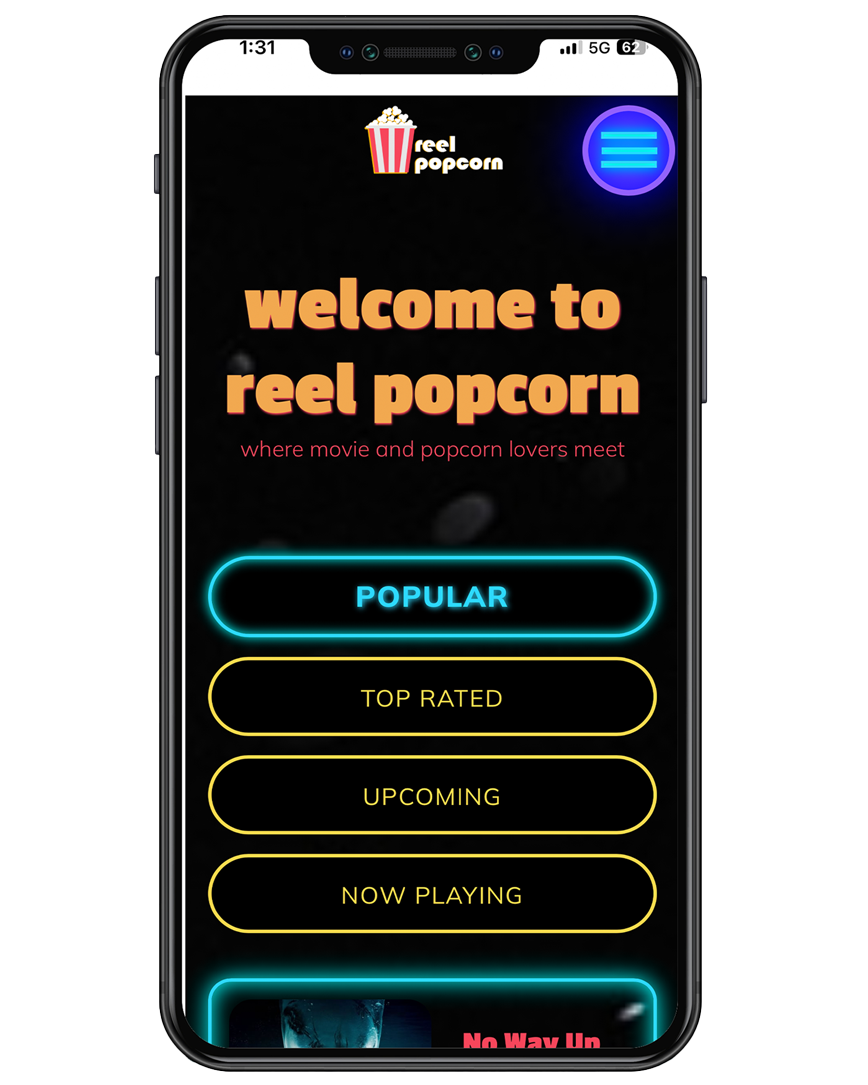 1:31
5G 62
reel
popcorn
welcome to
reel popcorn
where movie and popcorn lovers meet
POPULAR
TOP RATED
UPCOMING
NOW PLAYING
No Way Up